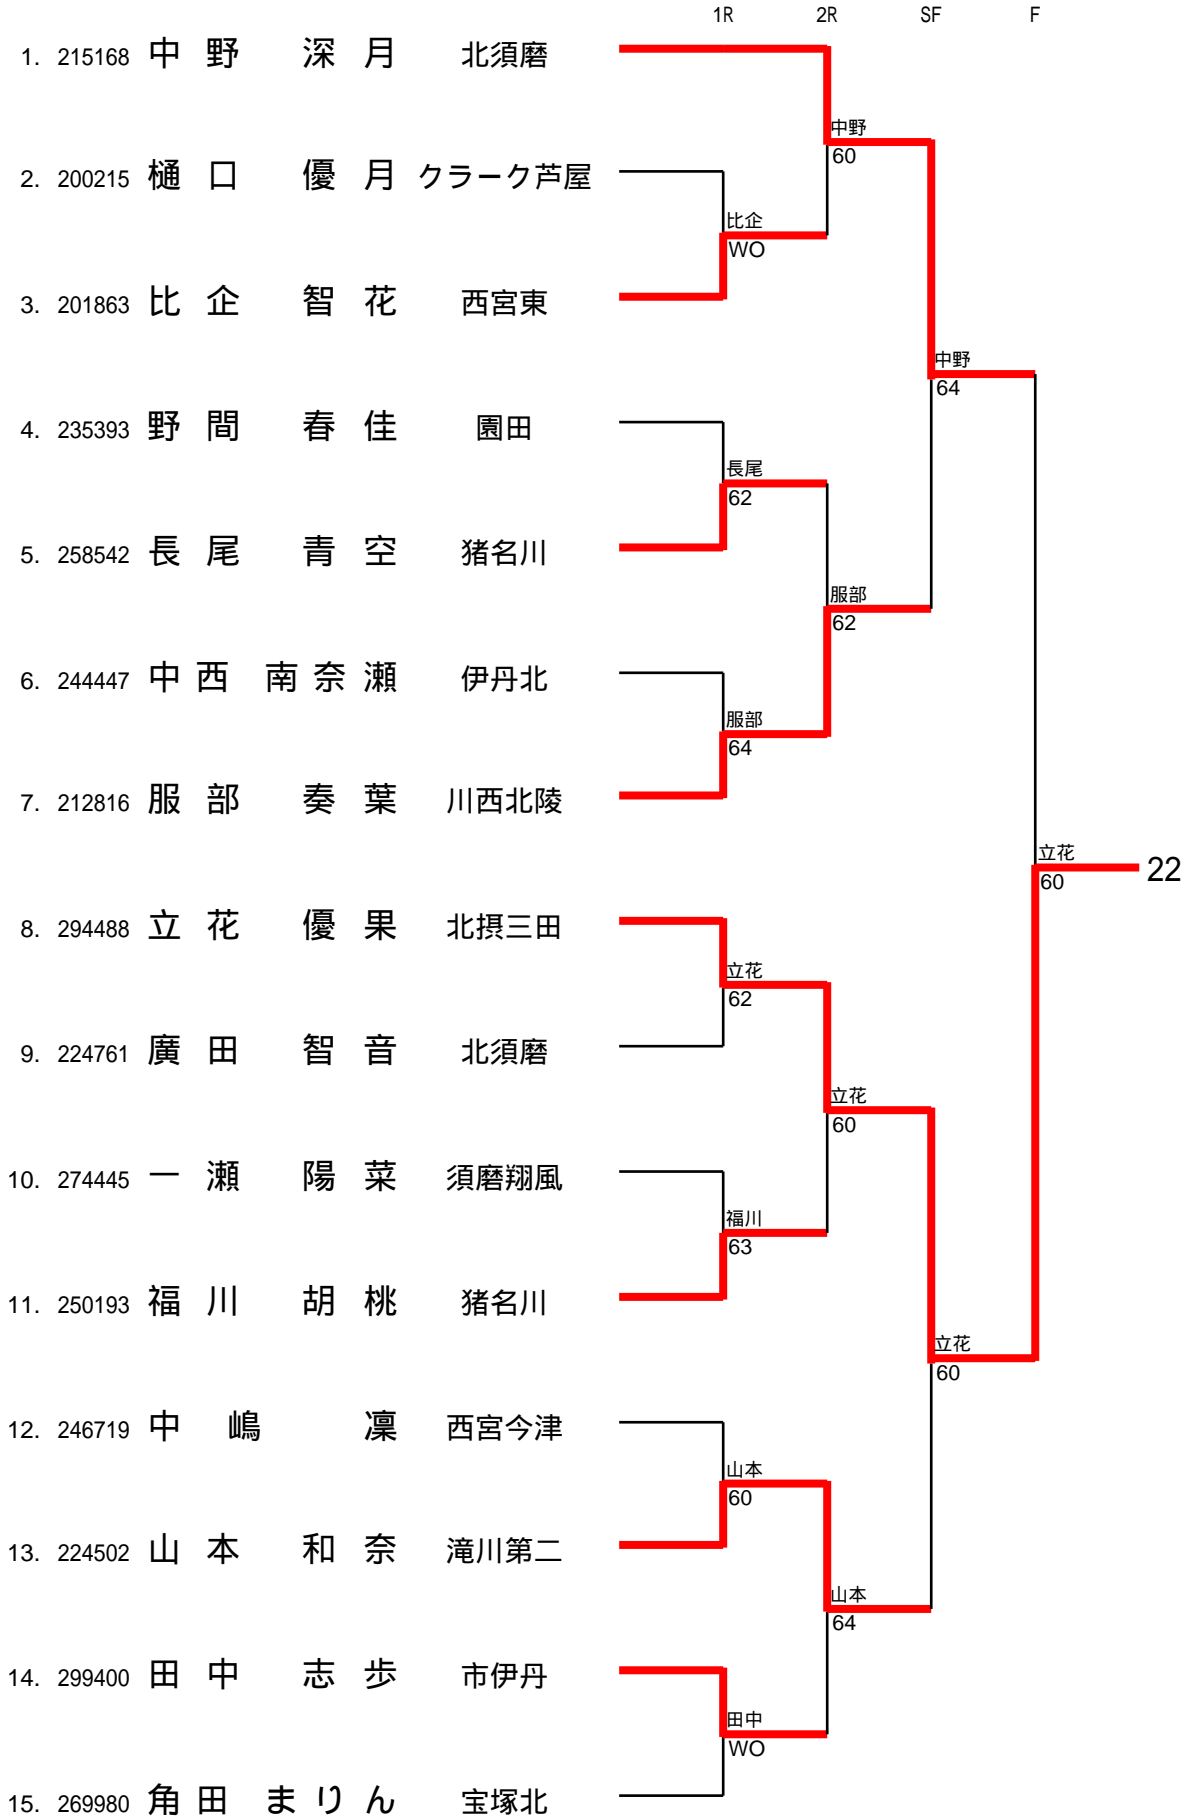 1R 2R SF F
1. 215168 中野 深月 北須磨
中野
60
2. 200215 樋口 優月 クラーク芦屋
比企
WO
3. 201863 比企 智花 西宮東
中野
64
4. 235393 野間 春佳 園田
長尾
62
5. 258542 長尾 青空 猪名川
服部
62
6. 244447 中西 南奈瀬 伊丹北
服部
64
7. 212816 服部 奏葉 川西北陵
立花
60 22
8. 294488 立花 優果 北摂三田
立花
62
9. 224761 廣田 智音 北須磨
立花
60
10. 274445 一瀬 陽菜 須磨翔風
福川
63
11. 250193 福川 胡桃 猪名川
立花
60
12. 246719 中嶋 凜 西宮今津
山本
60
13. 224502 山本 和奈 滝川第二
山本
64
14. 299400 田中 志歩 市伊丹
田中
WO
15. 269980 角田 まりん 宝塚北